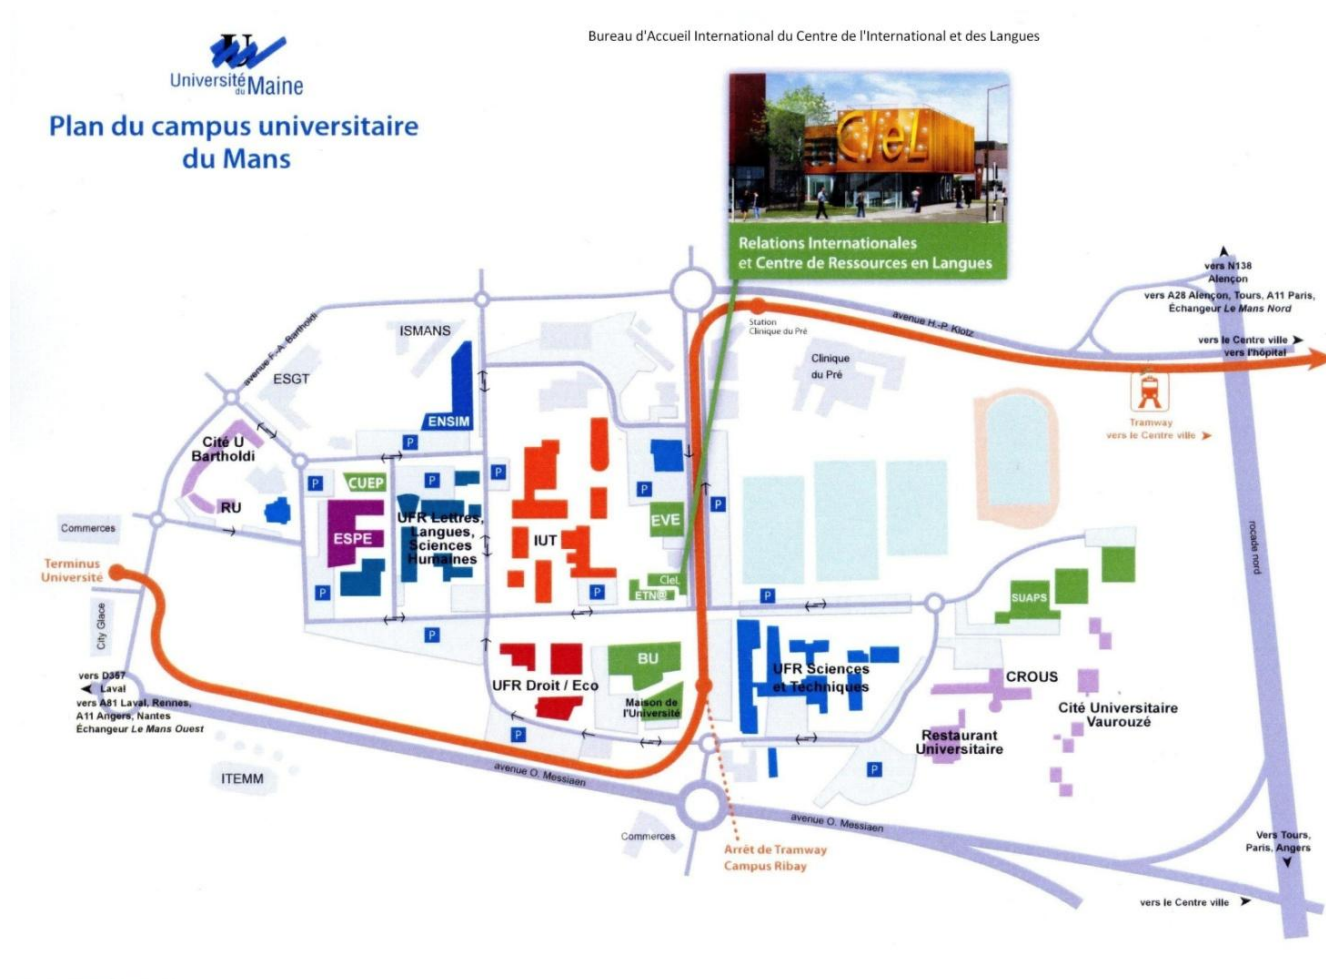 Bureau d'Accueil International du Centre de l'International et des Langues
Université
du Maine
Plan du campus universitaire
du Mans
CIeL
Relations Internationales
et Centre de Ressources en Langues
vers N138
Alençon
vers A28 Alençon, Tours, A11 Paris,
Échangeur Le Mans Nord
vers le Centre ville
vers l'hôpital
avenue F.-A. Bartholdi
ISMANS
ESGT
Station
Clinique du Pré
avenue H.-P. Klotz
Clinique
du Pré
Tramway
vers le Centre ville
ENSIM
Cité U
Bartholdi
P
P
P
P
P
P
CUEP
RU
ESPE
UFR Lettres,
Langues,
Sciences
Humaines
IUT
EVE
Commerces
Terminus
Université
rocade nord
CIeL
ETN@
P
P
P
SUAPS
City Glace
P
BU
UFR Droit / Eco
Maison de
l'Université
UFR Sciences
et Techniques
CROUS
Cité Universitaire
Vaurouzé
Restaurant
Universitaire
vers D357
Laval
vers A81 Laval, Rennes,
A11 Angers, Nantes
Échangeur Le Mans Ouest
P
P
ITEMM
avenue O. Messiaen
avenue O. Messiaen
Commerces
Arrêt de Tramway
Campus Ribay
Vers Tours,
Paris, Angers
vers le Centre ville